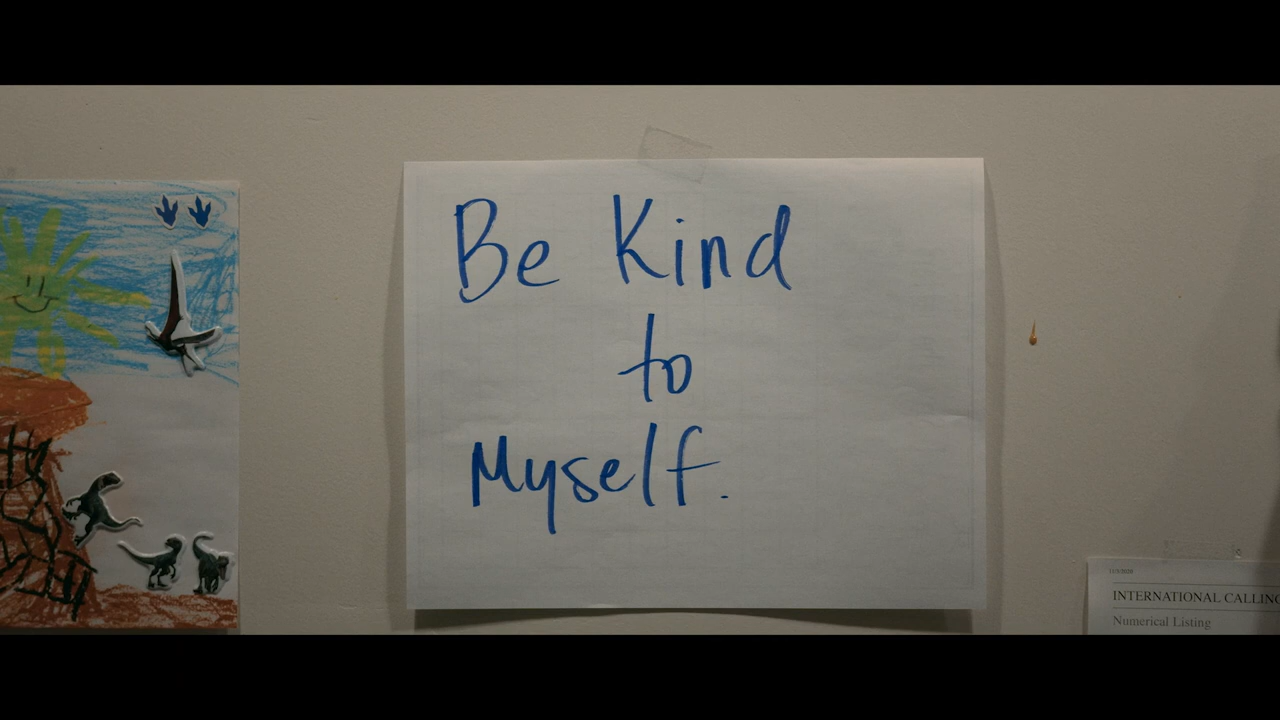 Be Kind
to
Myself.
INTERNATIONAL CALLING
Numerical Listing